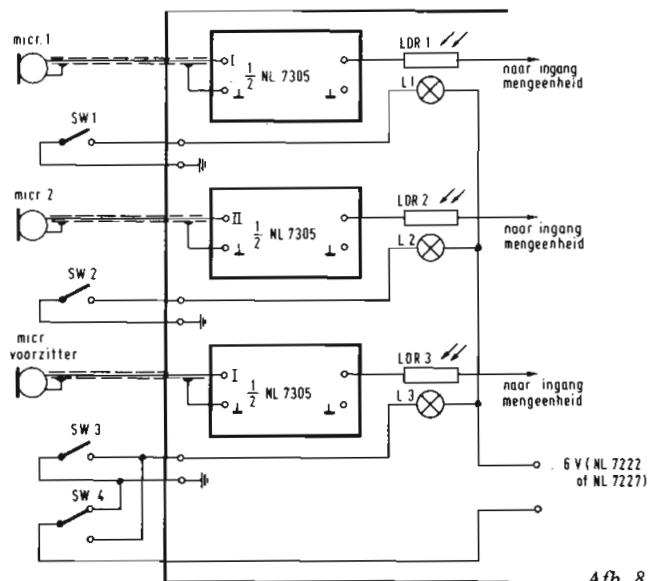 micr. 1
I
1/2 NL 7305
LDR 1
naar ingang
mengeenheid
L1
SW 1
micr 2
II
1/2 NL 7305
LDR 2
naar ingang
mengeenheid
L 2
SW 2
micr
voorzitter
I
1/2 NL 7305
LDR 3
naar ingang
mengeenheid
L 3
SW 3
SW 4
6 V ( NL 7222
of NL 7227)
Afb. 8